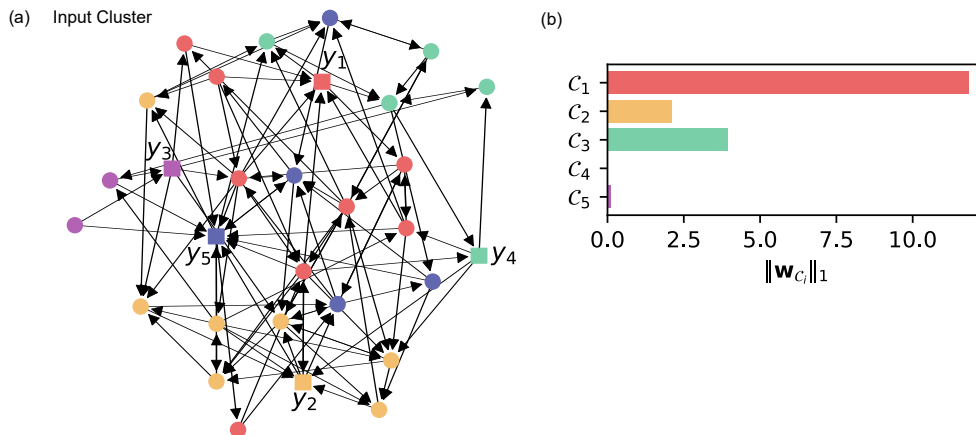 (a) Input Cluster
y₁
y₃
y₅
y₄
y₂
(b)
𝒞₁
𝒞₂
𝒞₃
𝒞₄
𝒞₅
0.0 2.5 5.0 7.5 10.0
‖𝐰_𝒞ᵢ‖₁